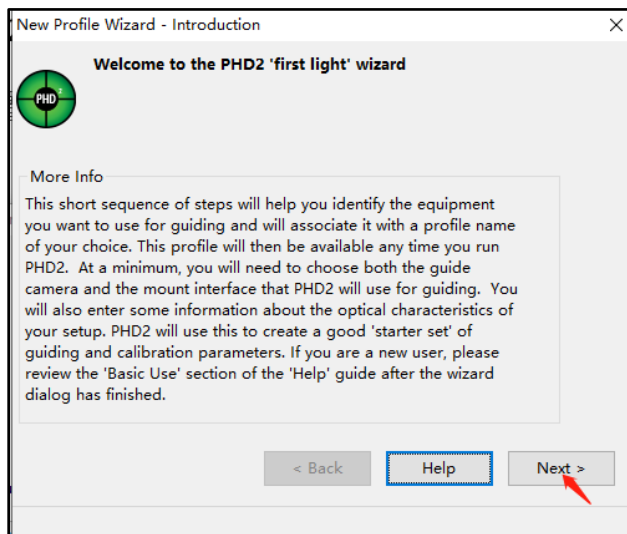 New Profile Wizard - Introduction
Welcome to the PHD2 'first light' wizard
PHD 2
More Info
This short sequence of steps will help you identify the equipment
you want to use for guiding and will associate it with a profile name
of your choice. This profile will then be available any time you run
PHD2.  At a minimum, you will need to choose both the guide
camera and the mount interface that PHD2 will use for guiding.  You
will also enter some information about the optical characteristics of
your setup. PHD2 will use this to create a good 'starter set' of
guiding and calibration parameters. If you are a new user, please
review the 'Basic Use' section of the 'Help' guide after the wizard
dialog has finished.
< Back
Help
Next >